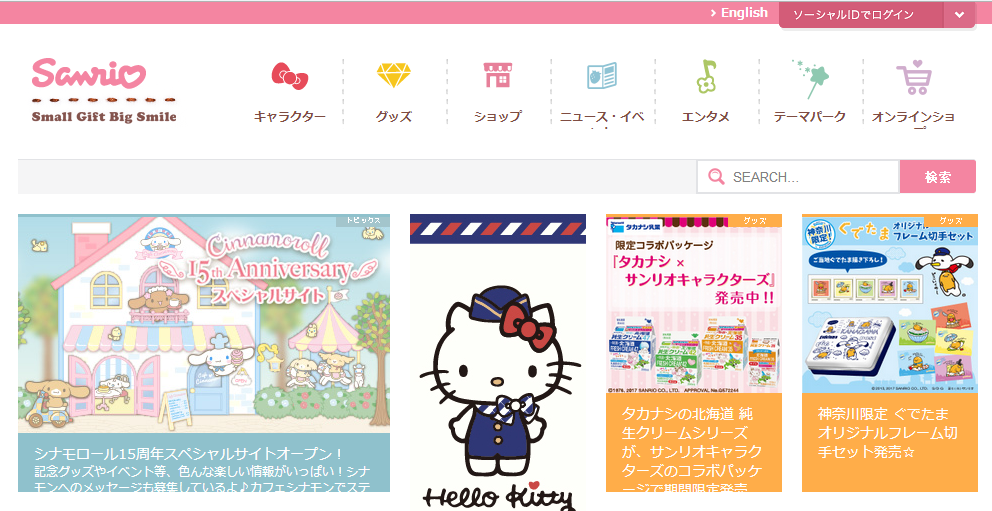 › English
ソーシャルIDでログイン
Sanrio
Small Gift Big Smile
キャラクター
グッズ
ショップ
ニュース・イベ
エンタメ
テーマパーク
オンラインショ
プ
SEARCH...
検索
トピックス
Cinnamoroll
15th Anniversary
スペシャルサイト
シナモロール15周年スペシャルサイトオープン！
記念グッズやイベント等、色んな楽しい情報がいっぱい！シナ
モンへのメッセージも募集しているよ♪カフェシナモンでステ
Hello Kitty
グッズ
タカナシ乳業
限定コラボパッケージ
『タカナシ ×
サンリオキャラクターズ』
発売中!!
©1976, 2017 SANRIO CO., LTD. APPROVAL No.G572244
タカナシの北海道 純
生クリームシリーズ
が、サンリオキャラク
ターズのコラボパッケ
ージで期間限定発売
グッズ
神奈川
限定!
ぐでたま
オリジナル
フレーム切手セット
ご当地ぐでたま描き下ろし!
KANAGAWA
神奈川限定 ぐでたま
オリジナルフレーム切
手セット発売☆